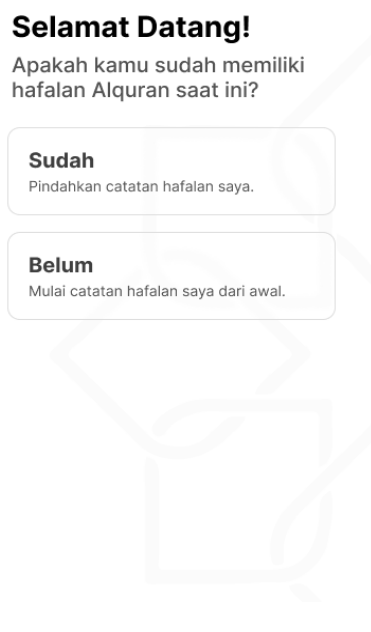 Selamat Datang!
Apakah kamu sudah memiliki
hafalan Alquran saat ini?
Sudah
Pindahkan catatan hafalan saya.
Belum
Mulai catatan hafalan saya dari awal.